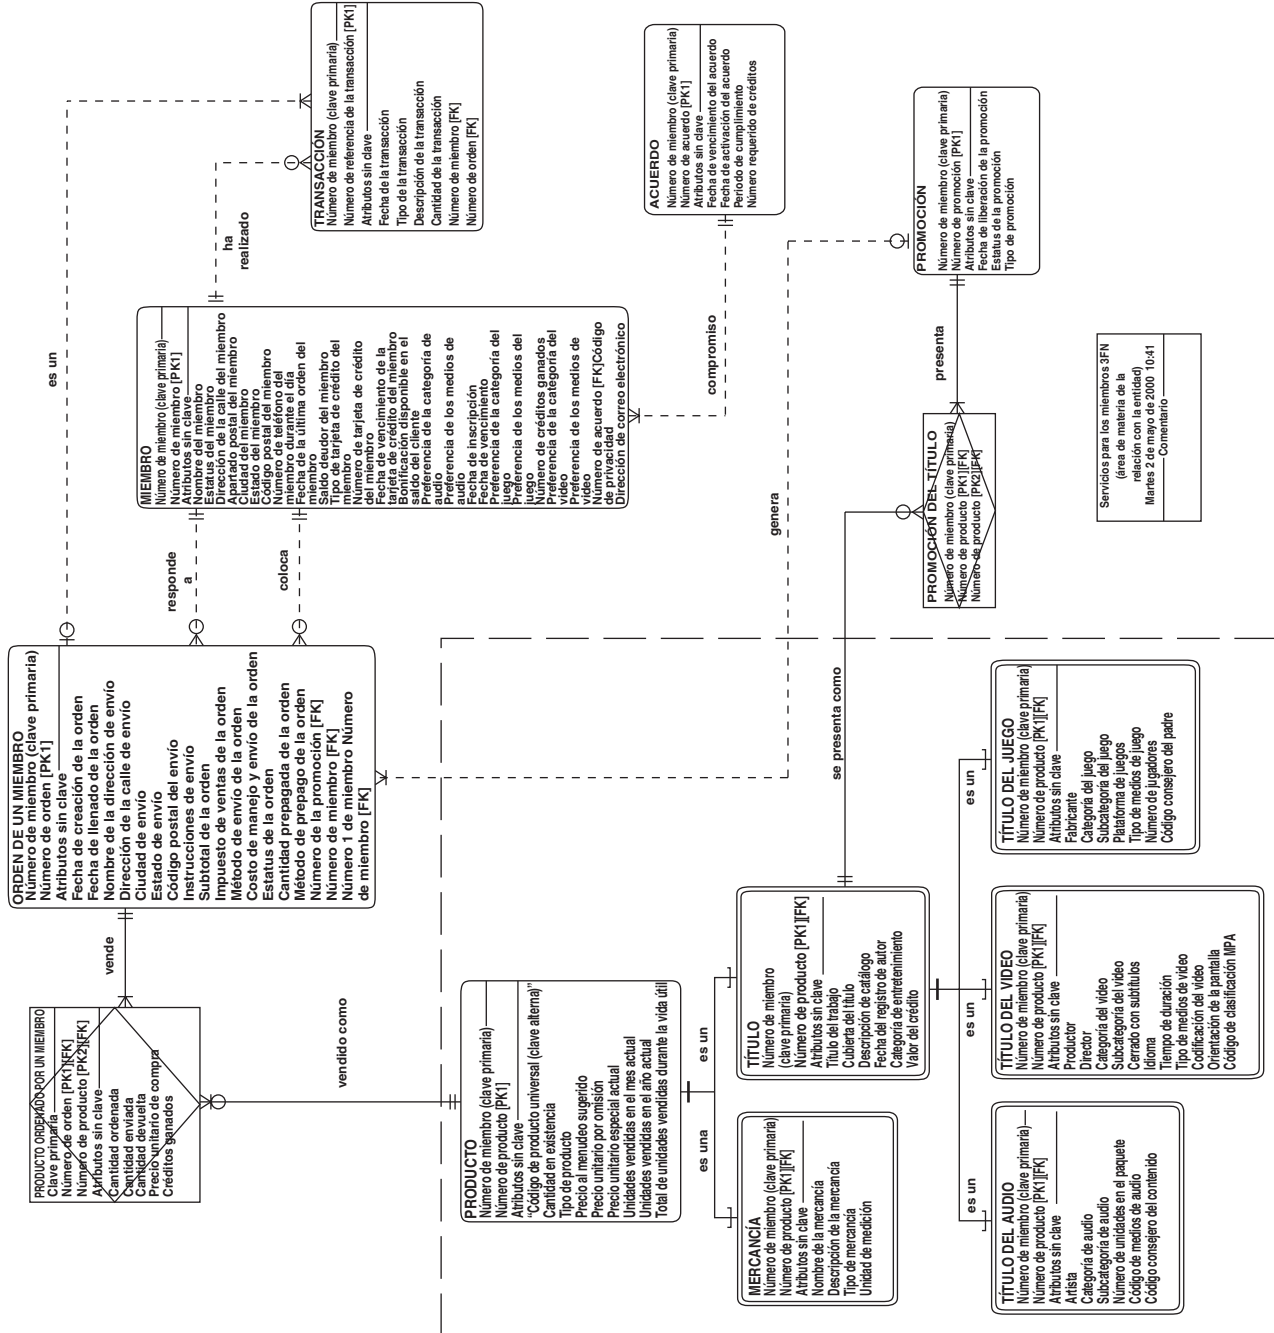 PRODUCTO ORDENADO POR UN MIEMBRO
Clave primaria
Número de orden [PK1][FK]
Número de producto [PK2][FK]
Atributos sin clave
Cantidad ordenada
Cantidad enviada
Cantidad devuelta
Precio unitario de compra
Créditos ganados
vende
ORDEN DE UN MIEMBRO
Número de miembro (clave primaria)
Número de orden [PK1]
Atributos sin clave
Fecha de creación de la orden
Fecha de llenado de la orden
Nombre de la dirección de envío
Dirección de la calle de envío
Ciudad de envío
Estado de envío
Código postal del envío
Instrucciones de envío
Subtotal de la orden
Impuesto de ventas de la orden
Método de envío de la orden
Costo de manejo y envío de la orden
Estatus de la orden
Cantidad prepagada de la orden
Método de prepago de la orden
Número de la promoción [FK]
Número de miembro [FK]
Número 1 de miembro Número
de miembro [FK]
es un
responde
a
coloca
MIEMBRO
Número de miembro (clave primaria)
Número de miembro [PK1]
Atributos sin clave
Nombre del miembro
Estatus del miembro
Dirección de la calle del miembro
Apartado postal del miembro
Ciudad del miembro
Estado del miembro
Código postal del miembro
Número de teléfono del
miembro durante el día
Fecha de la última orden del
miembro
Saldo deudor del miembro
Tipo de tarjeta de crédito del
miembro
Número de tarjeta de crédito
del miembro
Fecha de vencimiento de la
tarjeta de crédito del miembro
Bonificación disponible en el
saldo del cliente
Preferencia de la categoría de
audio
Preferencia de los medios de
audio
Fecha de inscripción
Fecha de vencimiento
Preferencia de la categoría del
juego
Preferencia de los medios del
juego
Número de créditos ganados
Preferencia de la categoría del
video
Preferencia de los medios de
video
Número de acuerdo [FK]Código
de privacidad
Dirección de correo electrónico
ha
realizado
TRANSACCIÓN
Número de miembro (clave primaria)
Número de referencia de la transacción [PK1]
Atributos sin clave
Fecha de la transacción
Tipo de la transacción
Descripción de la transacción
Cantidad de la transacción
Número de miembro [FK]
Número de orden [FK]
compromiso
ACUERDO
Número de miembro (clave primaria)
Número de acuerdo [PK1]
Atributos sin clave
Fecha de vencimiento del acuerdo
Fecha de activación del acuerdo
Periodo de cumplimiento
Número requerido de créditos
genera
PROMOCIÓN
Número de miembro (clave primaria)
Número de promoción [PK1]
Atributos sin clave
Fecha de liberación de la promoción
Estatus de la promoción
Tipo de promoción
presenta
PROMOCIÓN DEL TÍTULO
Número de miembro (clave primaria)
Número de producto [PK1][FK]
Número de producto [PK2][FK]
se presenta como
vendido como
PRODUCTO
Número de miembro (clave primaria)
Número de producto [PK1]
Atributos sin clave
"Código de producto universal (clave alterna)"
Cantidad en existencia
Tipo de producto
Precio al menudeo sugerido
Precio unitario por omisión
Precio unitario especial actual
Unidades vendidas en el mes actual
Unidades vendidas en el año actual
Total de unidades vendidas durante la vida útil
es una
es un
MERCANCÍA
Número de miembro (clave primaria)
Número de producto [PK1][FK]
Atributos sin clave
Nombre de la mercancía
Descripción de la mercancía
Tipo de mercancía
Unidad de medición
TÍTULO
Número de miembro
(clave primaria)
Número de producto [PK1][FK]
Atributos sin clave
Título del trabajo
Cubierta del título
Descripción de catálogo
Fecha del registro de autor
Categoría de entretenimiento
Valor del crédito
es un
es un
es un
TÍTULO DEL AUDIO
Número de miembro (clave primaria)
Número de producto [PK1][FK]
Atributos sin clave
Artista
Categoría de audio
Subcategoría de audio
Número de unidades en el paquete
Código de medios de audio
Código consejero del contenido
TÍTULO DEL VIDEO
Número de miembro (clave primaria)
Número de producto [PK1][FK]
Atributos sin clave
Productor
Director
Categoría del video
Subcategoría del video
Cerrado con subtítulos
Idioma
Tiempo de duración
Tipo de medios de video
Codificación del video
Orientación de la pantalla
Código de clasificación MPA
TÍTULO DEL JUEGO
Número de miembro (clave primaria)
Número de producto [PK1][FK]
Atributos sin clave
Fabricante
Categoría del juego
Subcategoría del juego
Plataforma de juegos
Tipo de medios de juego
Número de jugadores
Código consejero del padre
Servicios para los miembros 3FN
(área de materia de la
relación con la entidad)
Martes 2 de mayo de 2000 10:41
Comentario